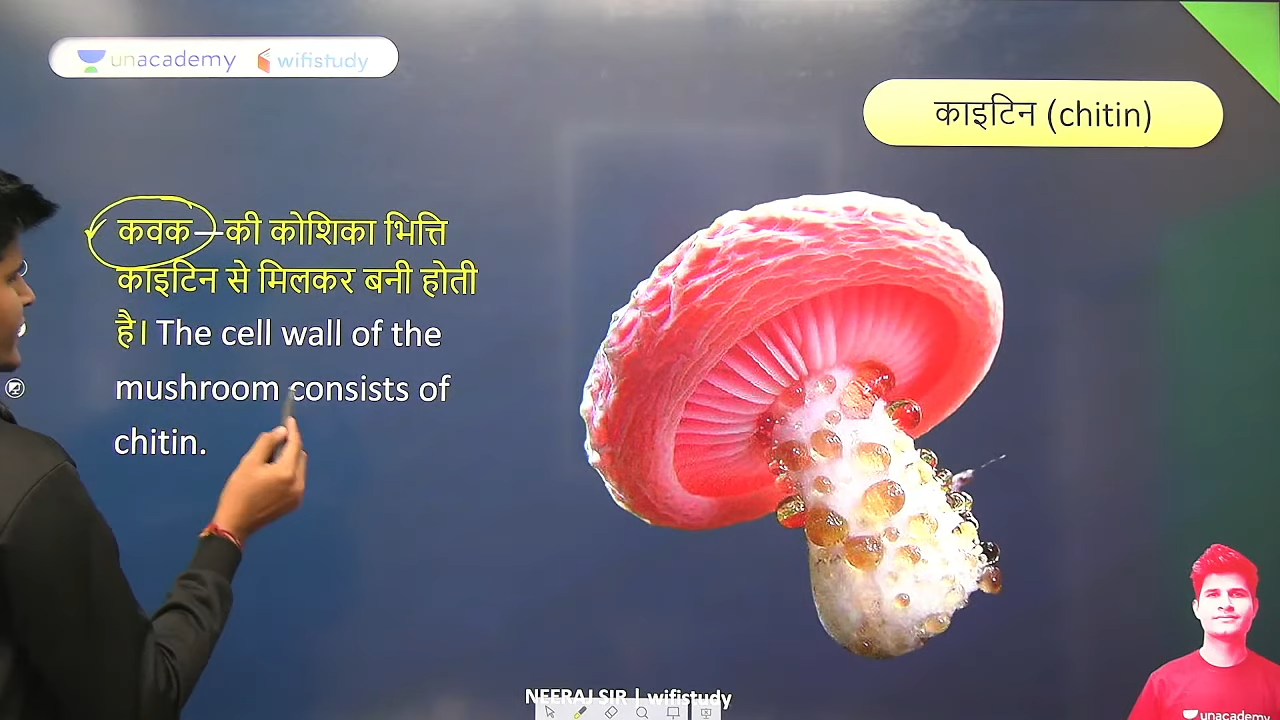 unacademy wifistudy
काइटिन (chitin)
कवक—की कोशिका भित्ति
काइटिन से मिलकर बनी होती
है। The cell wall of the
mushroom consists of
chitin.
NEERAJ SIR | wifistudy
unacademy